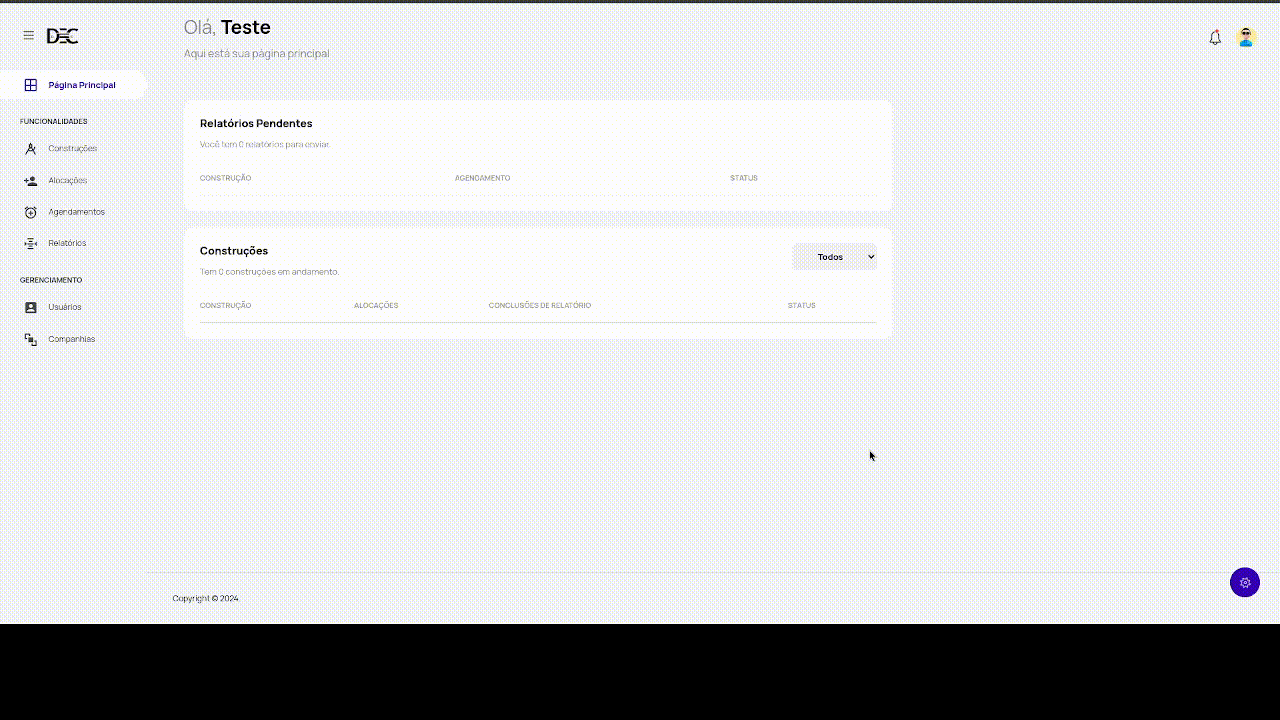 DEC
Olá, Teste
Aqui está sua página principal
Página Principal
FUNCIONALIDADES
Construções
Alocações
Agendamentos
Relatórios
GERENCIAMENTO
Usuários
Companhias
Relatórios Pendentes
Você tem 0 relatórios para enviar.
CONSTRUÇÃO AGENDAMENTO STATUS
Construções
Todos
Tem 0 construções em andamento.
CONSTRUÇÃO ALOCAÇÕES CONCLUSÕES DE RELATÓRIO STATUS
Copyright © 2024.